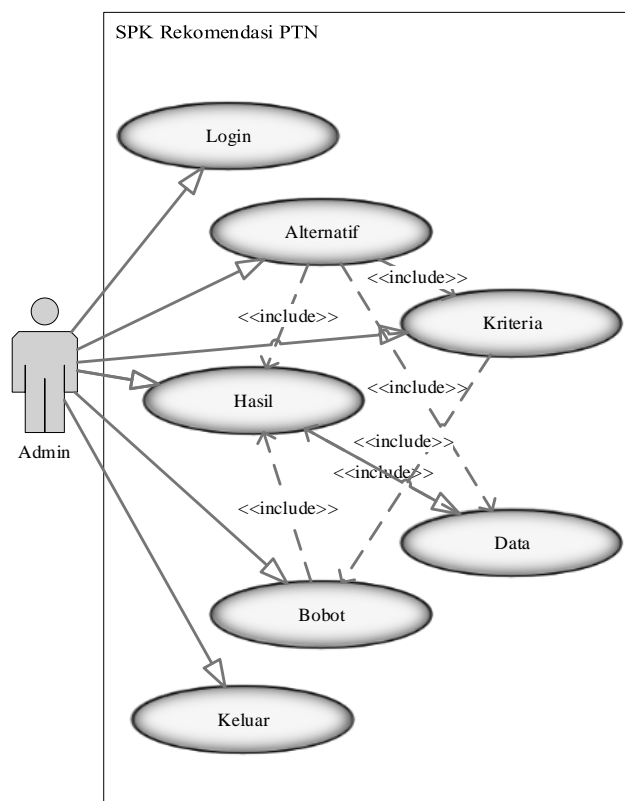 SPK Rekomendasi PTN
Login
Alternatif
<<include>>
Kriteria
<<include>>
Admin
Hasil
<<include>>
<<include>>
<<include>>
<<include>>
Data
Bobot
Keluar